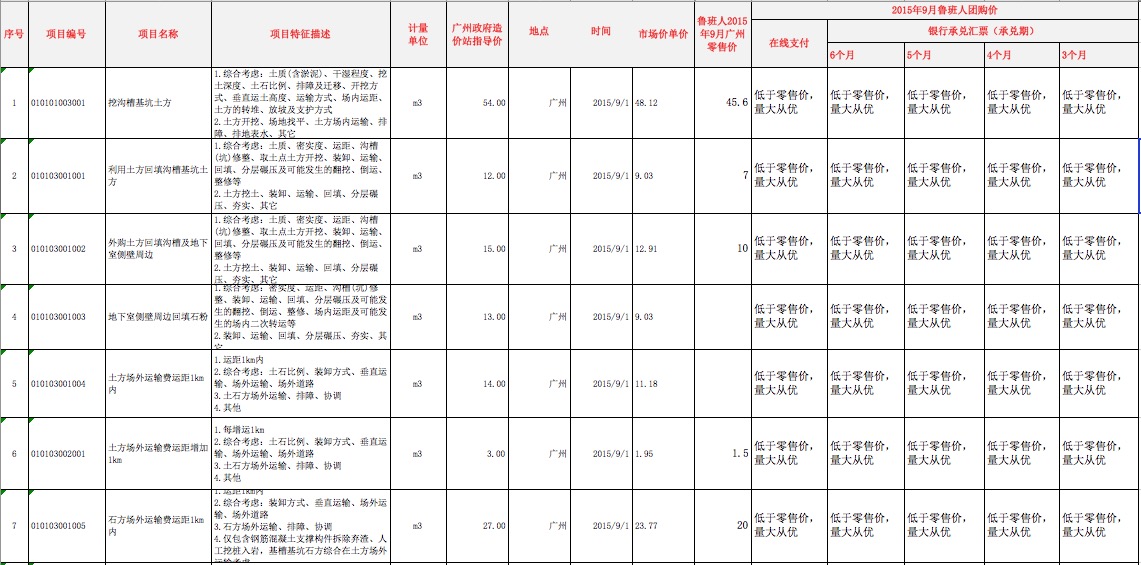 序号
项目编号
项目名称
项目特征描述
计量
单位
广州政府造
价站指导价
地点
时间
市场价单价
鲁班人2015
年9月广州
零售价
2015年9月鲁班人团购价
在线支付
银行承兑汇票（承兑期）
6个月
5个月
4个月
3个月
1
010101003001
挖沟槽基坑土方
1.综合考虑：土质(含淤泥)、干湿程度、挖
土深度、土石比例、排障及迁移、开挖方
式、垂直运土高度、运输方式、场内运距、
土方的转堆、放坡及支护方式
2.土方开挖、场地找平、土方场内运输、排
障、排地表水、其它
m3
54.00
广州
2015/9/1
48.12
45.6
低于零售价，
量大从优
低于零售价，
量大从优
低于零售价，
量大从优
低于零售价，
量大从优
低于零售价，
量大从优
2
010103001001
利用土方回填沟槽基坑土
方
1.综合考虑：土质、密实度、运距、沟槽
(坑)修整、取土点土方开挖、装卸、运输、
回填、分层碾压及可能发生的翻挖、倒运、
整修等
2.土方挖土、装卸、运输、回填、分层碾
压、夯实、其它
m3
12.00
广州
2015/9/1
9.03
7
低于零售价，
量大从优
低于零售价，
量大从优
低于零售价，
量大从优
低于零售价，
量大从优
低于零售价，
量大从优
3
010103001002
外购土方回填沟槽及地下
室侧壁周边
1.综合考虑：土质、密实度、运距、沟槽
(坑)修整、取土点土方开挖、装卸、运输、
回填、分层碾压及可能发生的翻挖、倒运、
整修等
2.土方挖土、装卸、运输、回填、分层碾
压、夯实、其它
m3
15.00
广州
2015/9/1
12.91
10
低于零售价，
量大从优
低于零售价，
量大从优
低于零售价，
量大从优
低于零售价，
量大从优
低于零售价，
量大从优
4
010103001003
地下室侧壁周边回填石粉
1.综合考虑：密实度、运距、沟槽(坑)修
整、装卸、运输、回填、分层碾压及可能发
生的翻挖、倒运、整修、场内运距及可能发
生的场内二次转运等
2.装卸、运输、回填、分层碾压、夯实、其
它
m3
13.00
广州
2015/9/1
9.03
低于零售价，
量大从优
低于零售价，
量大从优
低于零售价，
量大从优
低于零售价，
量大从优
低于零售价，
量大从优
5
010103001004
土方场外运输费运距1km
内
1.运距1km内
2.综合考虑：土石比例、装卸方式、垂直运
输、场外运输、场外道路
3.土石方场外运输、排障、协调
4.其他
m3
14.00
广州
2015/9/1
11.18
低于零售价，
量大从优
低于零售价，
量大从优
低于零售价，
量大从优
低于零售价，
量大从优
低于零售价，
量大从优
6
010103002001
土方场外运输费运距增加
1km
1.每增运1km
2.综合考虑：土石比例、装卸方式、垂直运
输、场外运输、场外道路
3.土石方场外运输、排障、协调
4.其他
m3
3.00
广州
2015/9/1
1.95
1.5
低于零售价，
量大从优
低于零售价，
量大从优
低于零售价，
量大从优
低于零售价，
量大从优
低于零售价，
量大从优
7
010103001005
石方场外运输费运距1km
内
1.运距1km内
2.综合考虑：装卸方式、垂直运输、场外运
输、场外道路
3.石方场外运输、排障、协调
4.仅包含钢筋混凝土支撑构件拆除弃渣、人
工挖桩入岩，基槽基坑石方综合在土方场外
运输考虑
m3
27.00
广州
2015/9/1
23.77
20
低于零售价，
量大从优
低于零售价，
量大从优
低于零售价，
量大从优
低于零售价，
量大从优
低于零售价，
量大从优